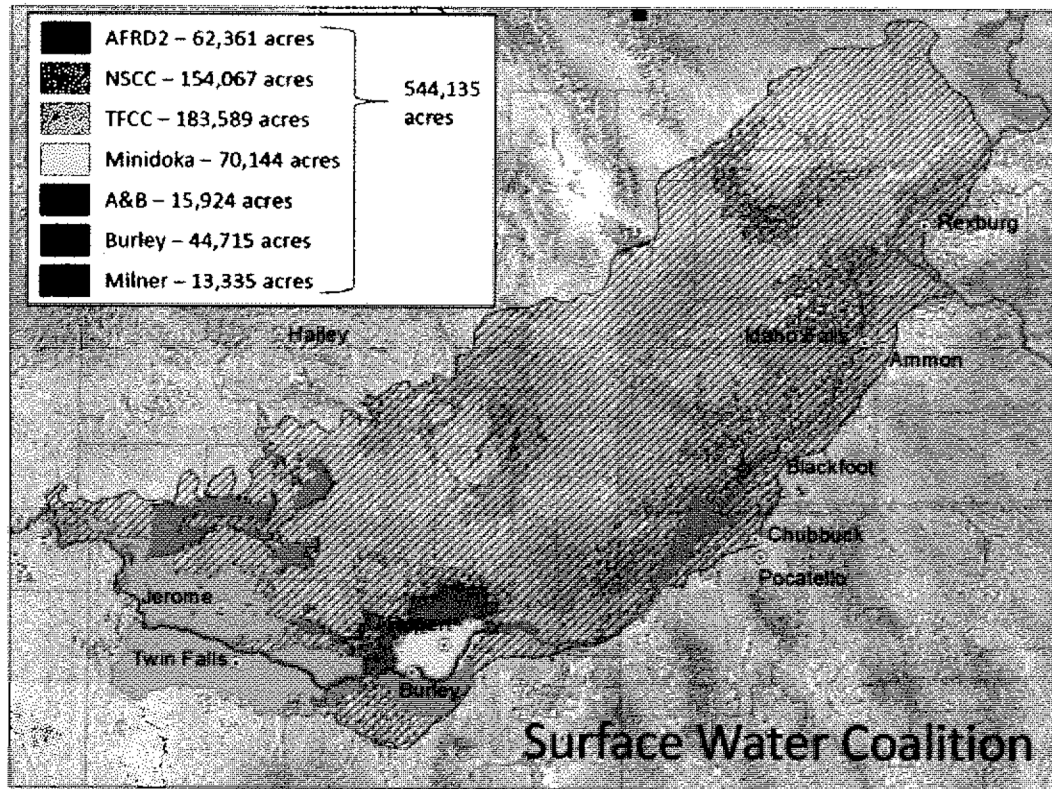 AFRD2 – 62,361 acres
NSCC – 154,067 acres
TFCC – 183,589 acres
Minidoka – 70,144 acres
A&B – 15,924 acres
Burley – 44,715 acres
Milner – 13,335 acres
544,135
acres
Rexburg
Hailey
Idaho Falls
Ammon
Blackfoot
Chubbuck
Pocatello
Jerome
Twin Falls
Burley
Surface Water Coalition